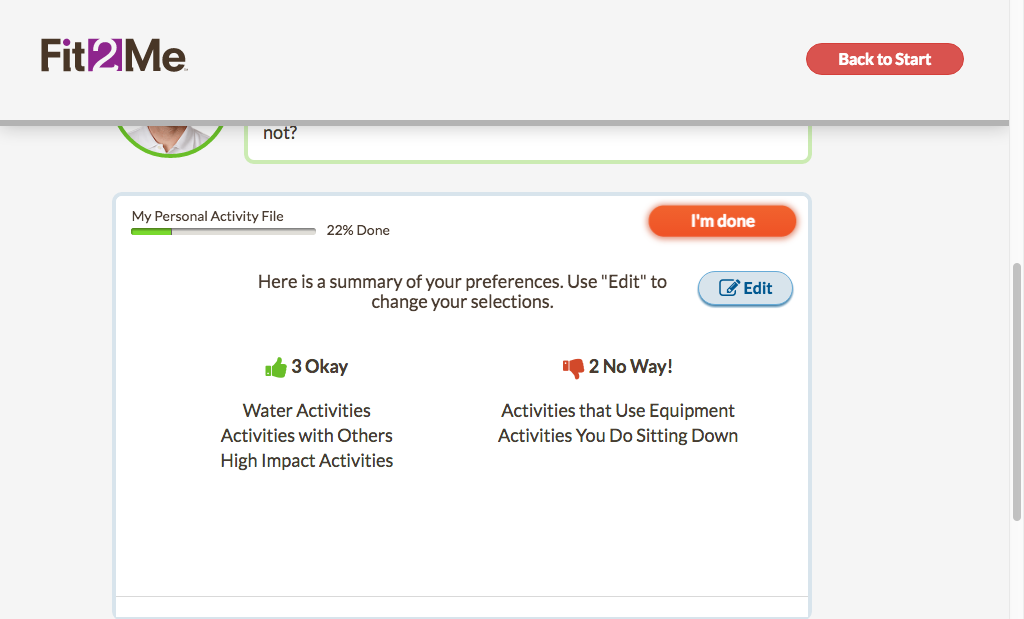 Fit2Me
Back to Start
not?
My Personal Activity File
22% Done
I'm done
Here is a summary of your preferences. Use "Edit" to
change your selections.
Edit
3 Okay
Water Activities
Activities with Others
High Impact Activities
2 No Way!
Activities that Use Equipment
Activities You Do Sitting Down